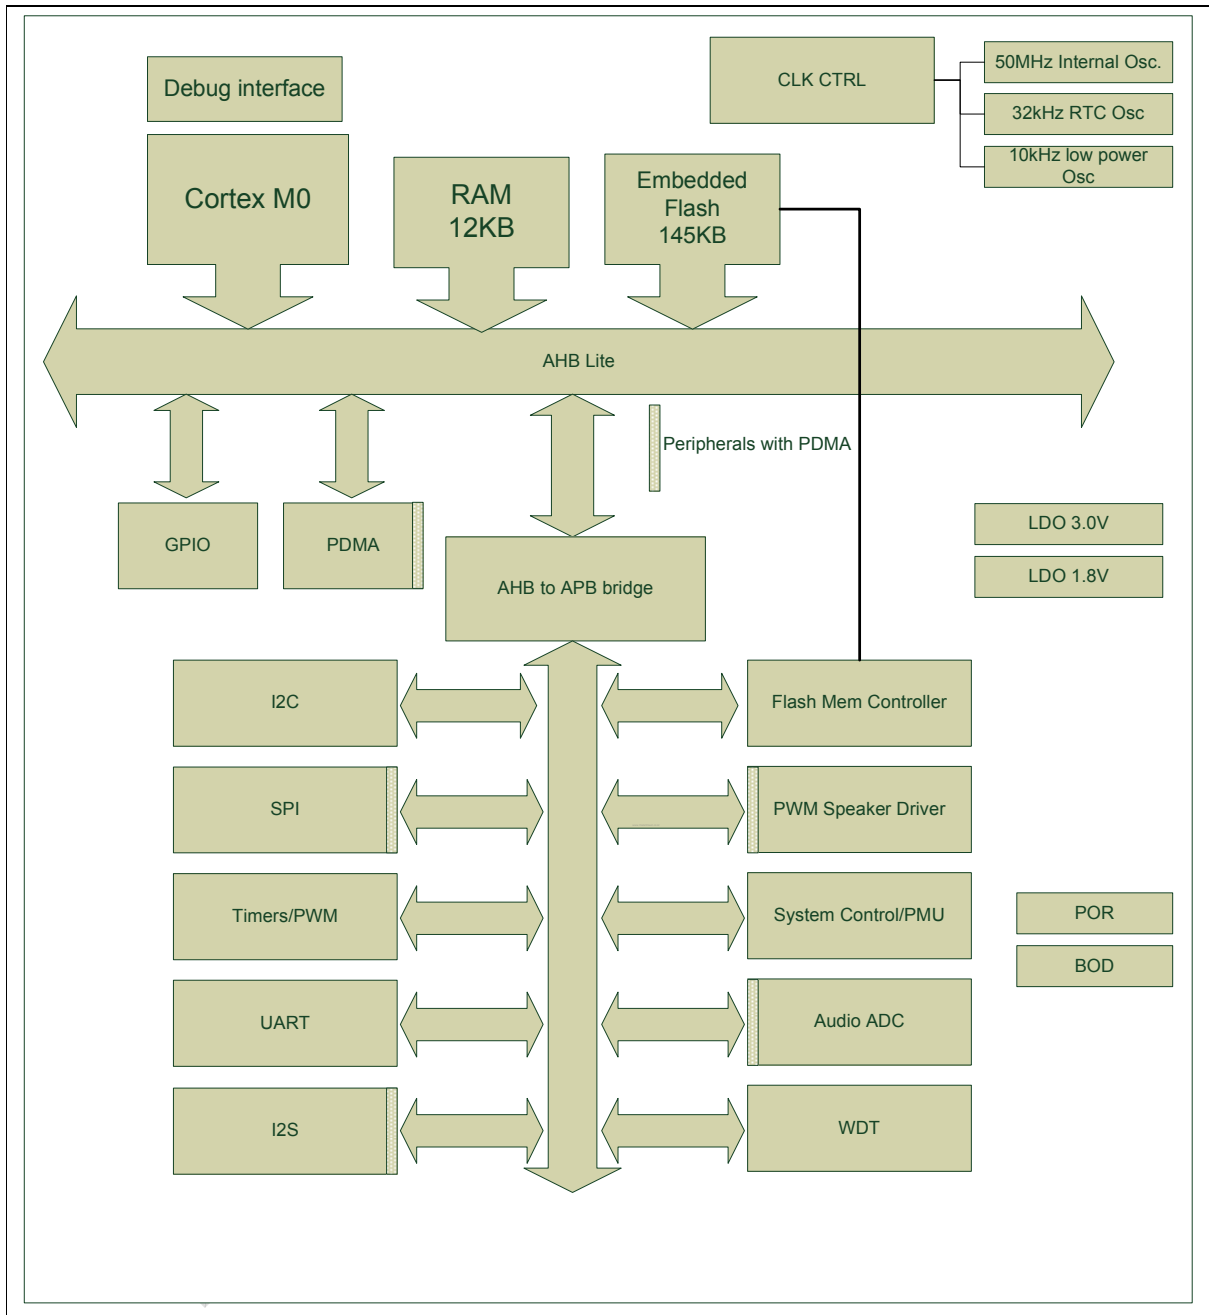 Debug interface
CLK CTRL
50MHz Internal Osc.
32kHz RTC Osc
10kHz low power
Osc
Cortex M0
RAM
12KB
Embedded
Flash
145KB
AHB Lite
Peripherals with PDMA
GPIO
PDMA
AHB to APB bridge
LDO 3.0V
LDO 1.8V
I2C
Flash Mem Controller
SPI
PWM Speaker Driver
Timers/PWM
System Control/PMU
POR
BOD
UART
Audio ADC
I2S
WDT